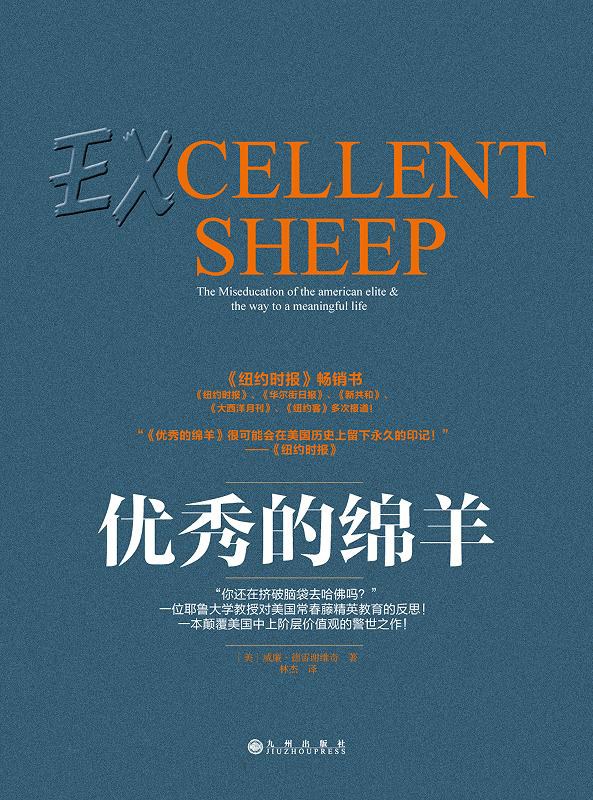 EXCELLENT
SHEEP
The Miseducation of the american elite &
the way to a meaningful life
《纽约时报》畅销书
《纽约时报》、《华尔街日报》、《新共和》、
《大西洋月刊》、《纽约客》多次报道！
“《优秀的绵羊》很可能会在美国历史上留下永久的印记！”
——《纽约时报》
优秀的绵羊
“你还在挤破脑袋去哈佛吗？”
一位耶鲁大学教授对美国常春藤精英教育的反思！
一本颠覆美国中上阶层价值观的警世之作！
［美］威廉·德雷谢维奇 著
林杰 译
九州出版社
JIUZHOUPRESS